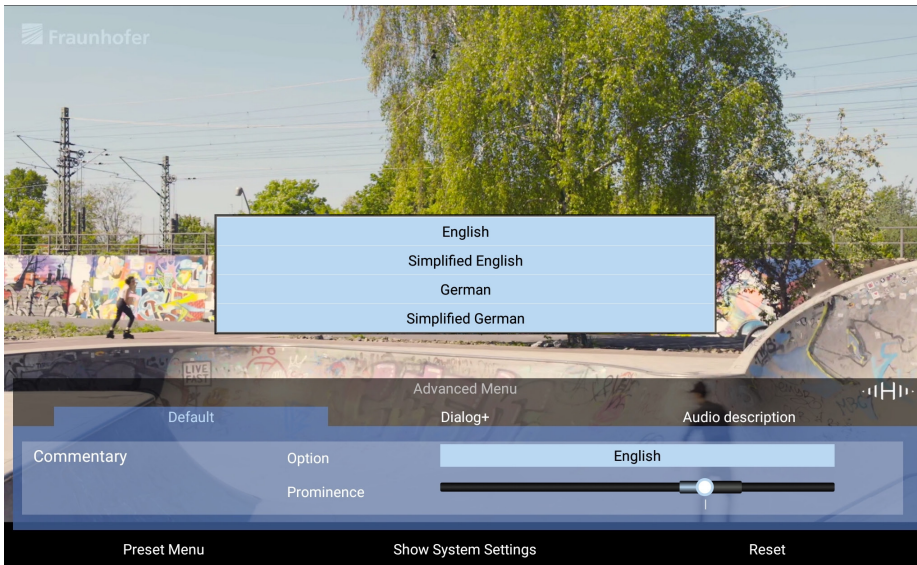 Fraunhofer
English
Simplified English
German
Simplified German
LIVE
FAST
NO
Advanced Menu
Default
Dialog+
Audio description
Commentary
Option
English
Prominence
Preset Menu
Show System Settings
Reset